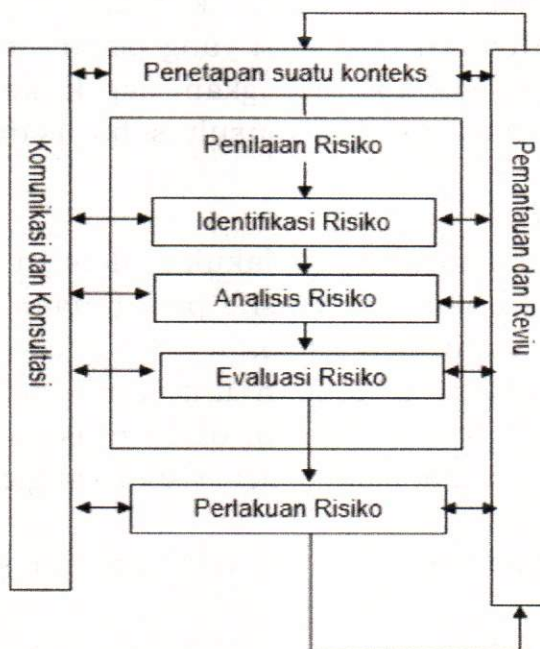 Penetapan suatu konteks
Penilaian Risiko
Identifikasi Risiko
Analisis Risiko
Evaluasi Risiko
Perlakuan Risiko
Komunikasi dan Konsultasi
Pemantauan dan Reviu